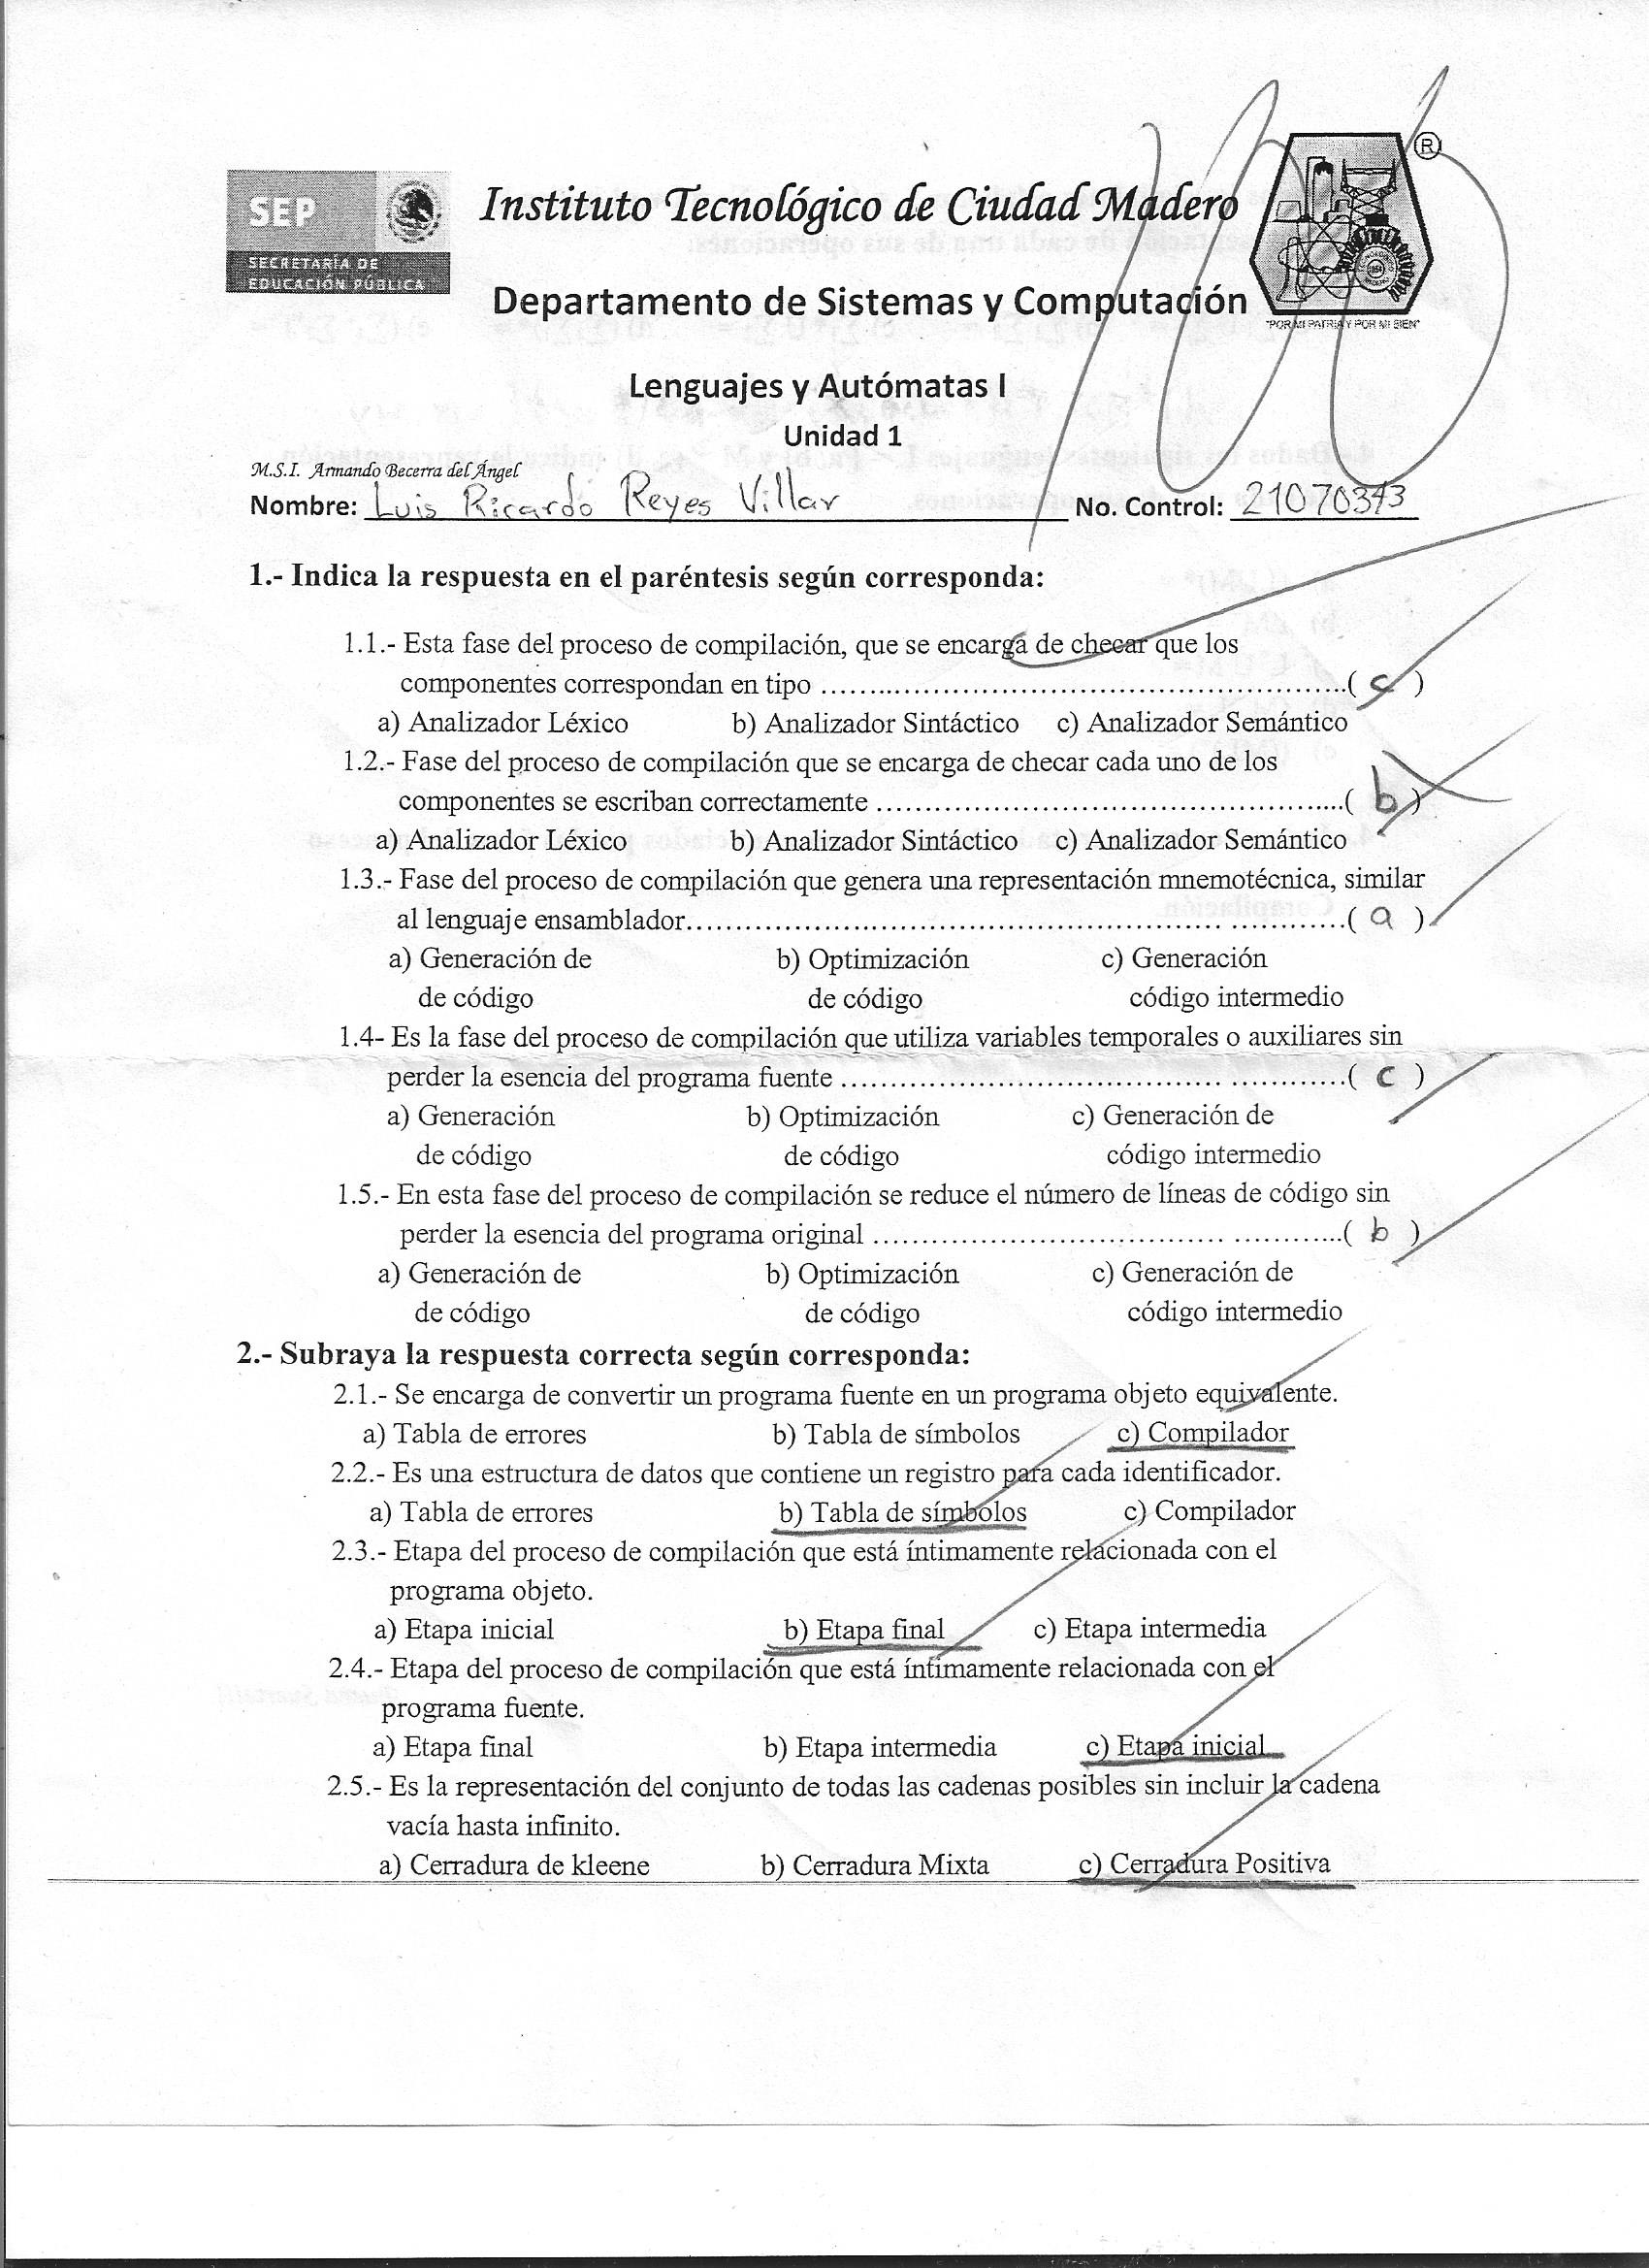 SEP
SECRETARÍA DE
EDUCACIÓN PÚBLICA
Instituto Tecnológico de Ciudad Madero
®
Departamento de Sistemas y Computación
"POR MI PATRIA Y POR MI BIEN"
Lenguajes y Autómatas I
Unidad 1
M.S.I. Armando Becerra del Ángel
Nombre: Luis Ricardo Reyes Villar No. Control: 21070343
1.- Indica la respuesta en el paréntesis según corresponda:
1.1.- Esta fase del proceso de compilación, que se encarga de checar que los
componentes correspondan en tipo ..............................................................( c )
a) Analizador Léxico b) Analizador Sintáctico c) Analizador Semántico
1.2.- Fase del proceso de compilación que se encarga de checar cada uno de los
componentes se escriban correctamente ......................................................( b )
a) Analizador Léxico b) Analizador Sintáctico c) Analizador Semántico
1.3.- Fase del proceso de compilación que genera una representación mnemotécnica, similar
al lenguaje ensamblador............................................................. ............( a )
a) Generación de b) Optimización c) Generación
de código de código código intermedio
1.4- Es la fase del proceso de compilación que utiliza variables temporales o auxiliares sin
perder la esencia del programa fuente ............................................ ............( c )
a) Generación b) Optimización c) Generación de
de código de código código intermedio
1.5.- En esta fase del proceso de compilación se reduce el número de líneas de código sin
perder la esencia del programa original ........................................ ............( b )
a) Generación de b) Optimización c) Generación de
de código de código código intermedio
2.- Subraya la respuesta correcta según corresponda:
2.1.- Se encarga de convertir un programa fuente en un programa objeto equivalente.
a) Tabla de errores b) Tabla de símbolos c) Compilador
2.2.- Es una estructura de datos que contiene un registro para cada identificador.
a) Tabla de errores b) Tabla de símbolos c) Compilador
2.3.- Etapa del proceso de compilación que está íntimamente relacionada con el
programa objeto.
a) Etapa inicial b) Etapa final c) Etapa intermedia
2.4.- Etapa del proceso de compilación que está íntimamente relacionada con el
programa fuente.
a) Etapa final b) Etapa intermedia c) Etapa inicial
2.5.- Es la representación del conjunto de todas las cadenas posibles sin incluir la cadena
vacía hasta infinito.
a) Cerradura de kleene b) Cerradura Mixta c) Cerradura Positiva